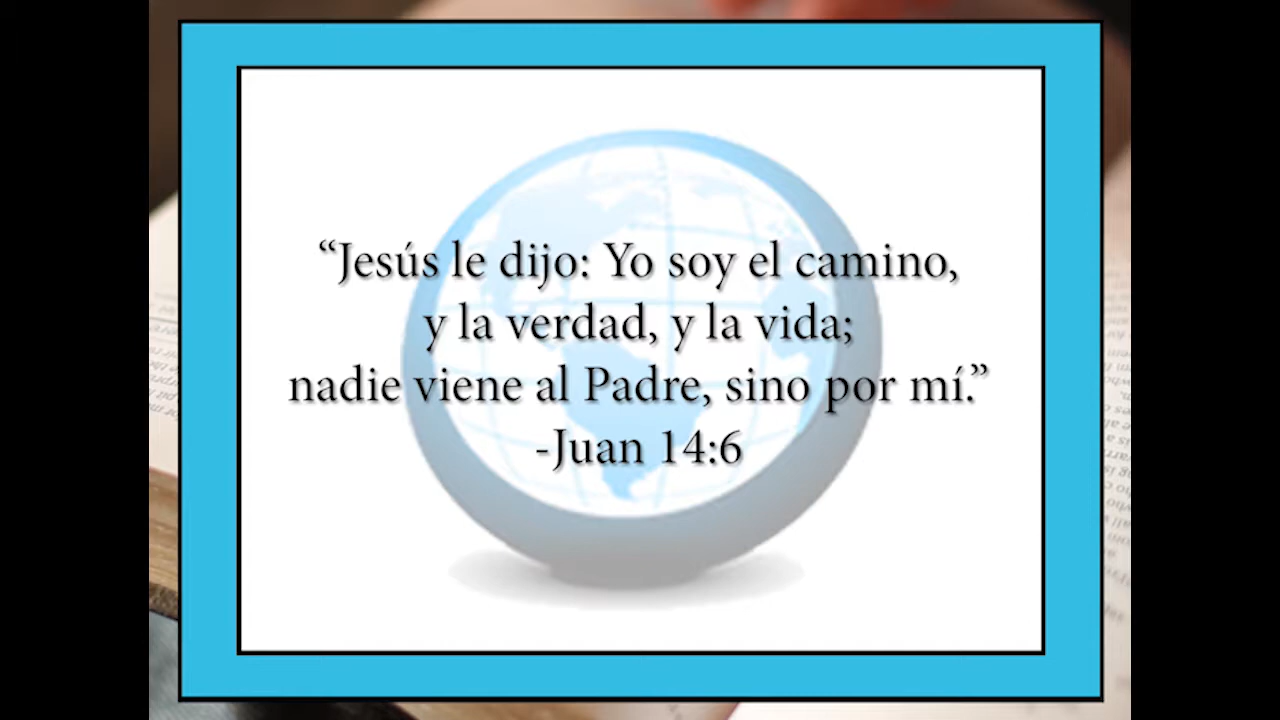 “Jesús le dijo: Yo soy el camino,
y la verdad, y la vida;
nadie viene al Padre, sino por mí.”
-Juan 14:6